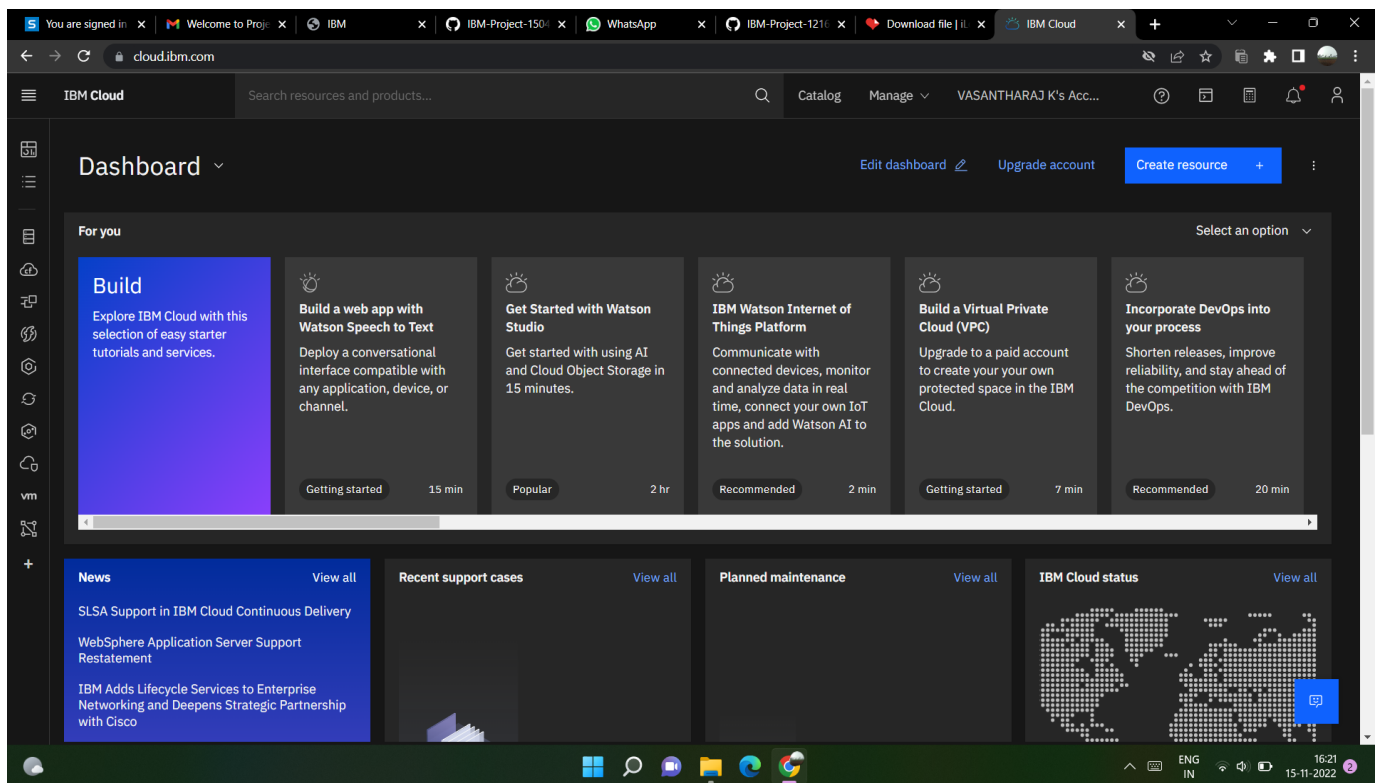 You are signed in
Welcome to Proje
IBM
IBM-Project-1504
WhatsApp
IBM-Project-1216
Download file | iL
IBM Cloud
cloud.ibm.com
IBM Cloud
Search resources and products...
Catalog
Manage
VASANTHARAJ K's Acc...
Dashboard
Edit dashboard
Upgrade account
Create resource +
For you
Select an option
Build
Explore IBM Cloud with this
selection of easy starter
tutorials and services.
Build a web app with
Watson Speech to Text
Deploy a conversational
interface compatible with
any application, device, or
channel.
Getting started 15 min
Get Started with Watson
Studio
Get started with using AI
and Cloud Object Storage in
15 minutes.
Popular 2 hr
IBM Watson Internet of
Things Platform
Communicate with
connected devices, monitor
and analyze data in real
time, connect your own IoT
apps and add Watson AI to
the solution.
Recommended 2 min
Build a Virtual Private
Cloud (VPC)
Upgrade to a paid account
to create your your own
protected space in the IBM
Cloud.
Getting started 7 min
Incorporate DevOps into
your process
Shorten releases, improve
reliability, and stay ahead of
the competition with IBM
DevOps.
Recommended 20 min
vm
News View all
SLSA Support in IBM Cloud Continuous Delivery
WebSphere Application Server Support
Restatement
IBM Adds Lifecycle Services to Enterprise
Networking and Deepens Strategic Partnership
with Cisco
Recent support cases View all
Planned maintenance View all
IBM Cloud status View all
ENG
IN
16:21
15-11-2022
2